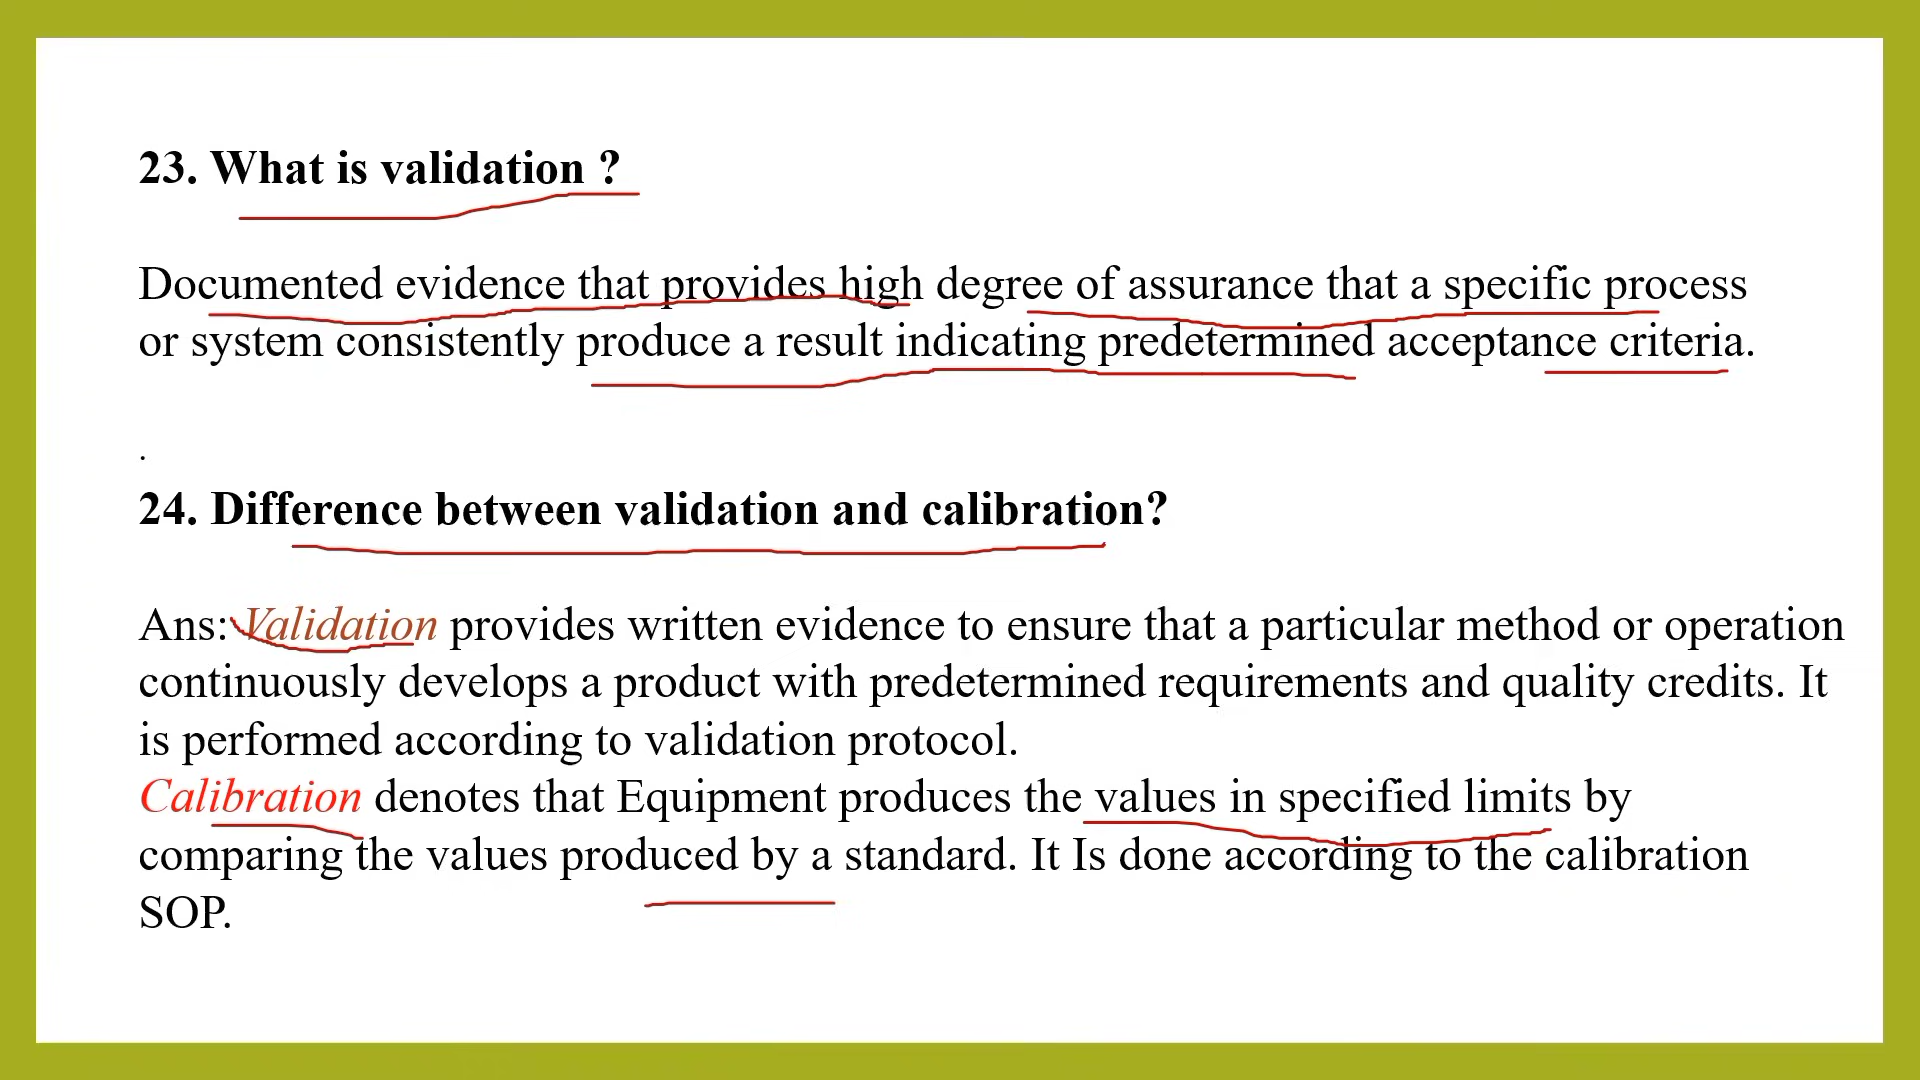 23. What is validation ?
Documented evidence that provides high degree of assurance that a specific process
or system consistently produce a result indicating predetermined acceptance criteria.
.
24. Difference between validation and calibration?
Ans: Validation provides written evidence to ensure that a particular method or operation
continuously develops a product with predetermined requirements and quality credits. It
is performed according to validation protocol.
Calibration denotes that Equipment produces the values in specified limits by
comparing the values produced by a standard. It Is done according to the calibration
SOP.